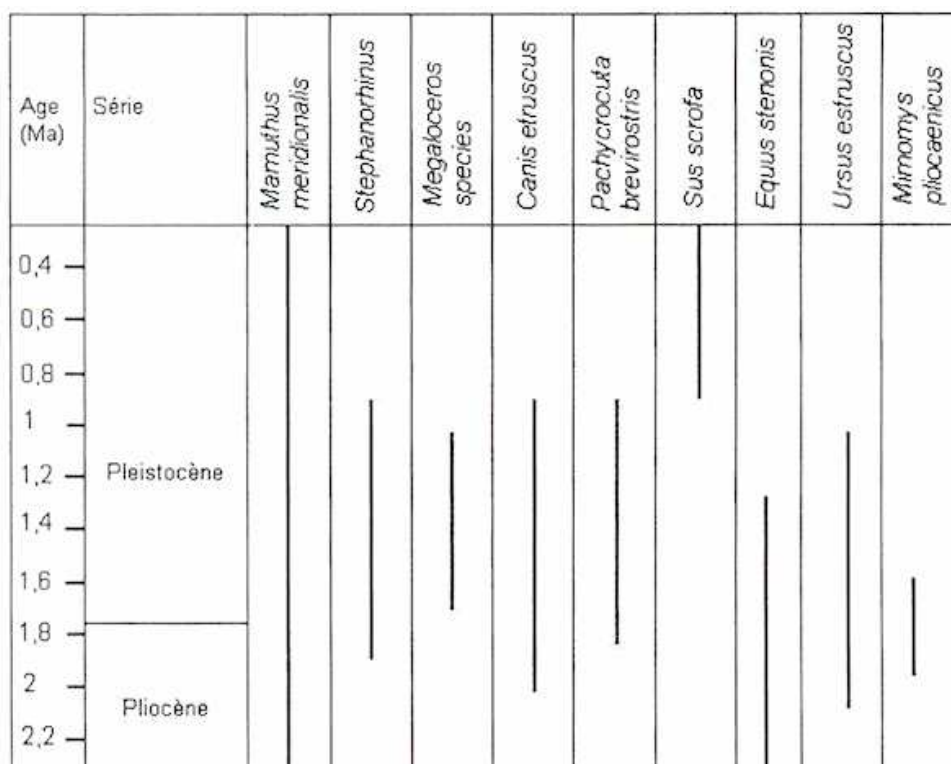 Age
(Ma)
Série
Mamuthus
meridionalis
Stephanorhinus
Megaloceros
species
Canis etruscus
Pachycrocuta
brevirostris
Sus scrofa
Equus stenonis
Ursus estruscus
Mimomys
pliocaenicus
0,4
0,6
0,8
1
1,2
Pleistocène
1,4
1,6
1,8
2
Pliocène
2,2